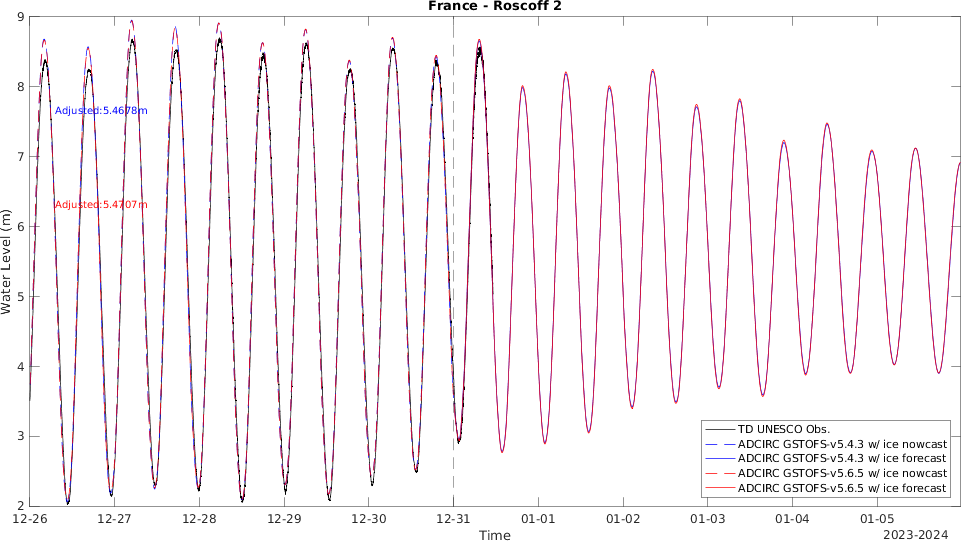 France - Roscoff 2
Water Level (m)
9
8
7
6
5
4
3
2
Adjusted:5.4678m
Adjusted:5.4707m
TD UNESCO Obs.
ADCIRC GSTOFS-v5.4.3 w/ ice nowcast
ADCIRC GSTOFS-v5.4.3 w/ ice forecast
ADCIRC GSTOFS-v5.6.5 w/ ice nowcast
ADCIRC GSTOFS-v5.6.5 w/ ice forecast
12-26 12-27 12-28 12-29 12-30 12-31 01-01 01-02 01-03 01-04 01-05
Time
2023-2024